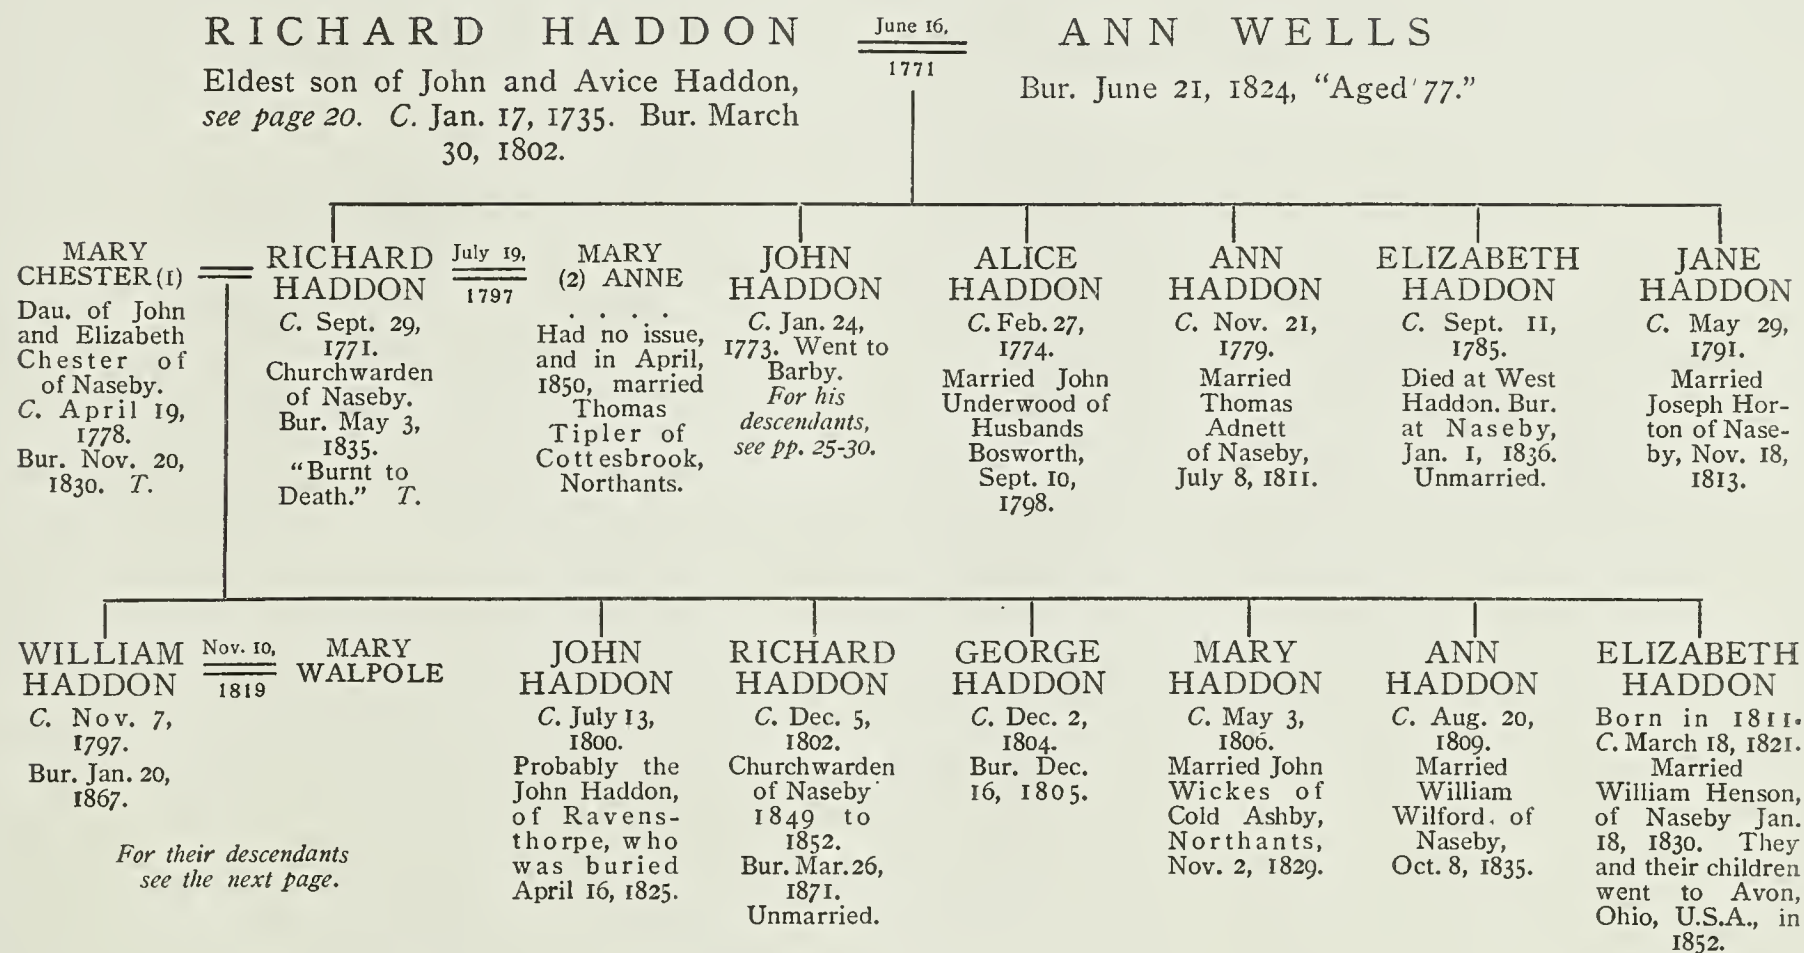 RICHARD HADDON
Eldest son of John and Avice Haddon,
see page 20. C. Jan. 17, 1735. Bur. March
30, 1802.
June 16,
1771
ANN WELLS
Bur. June 21, 1824, "Aged 77."
MARY
CHESTER (1)
Dau. of John
and Elizabeth
Chester of
of Naseby.
C. April 19,
1778.
Bur. Nov. 20,
1830. T.
RICHARD
HADDON
C. Sept. 29,
1771.
Churchwarden
of Naseby.
Bur. May 3,
1835.
"Burnt to
Death." T.
July 19,
1797
MARY
(2) ANNE
. . . .
Had no issue,
and in April,
1850, married
Thomas
Tipler of
Cottesbrook,
Northants.
JOHN
HADDON
C. Jan. 24,
1773. Went to
Barby.
For his
descendants,
see pp. 25-30.
ALICE
HADDON
C. Feb. 27,
1774.
Married John
Underwood of
Husbands
Bosworth,
Sept. 10,
1798.
ANN
HADDON
C. Nov. 21,
1779.
Married
Thomas
Adnett
of Naseby,
July 8, 1811.
ELIZABETH
HADDON
C. Sept. 11,
1785.
Died at West
Haddon. Bur.
at Naseby,
Jan. 1, 1836.
Unmarried.
JANE
HADDON
C. May 29,
1791.
Married
Joseph Hor-
ton of Nase-
by, Nov. 18,
1813.
WILLIAM
HADDON
C. Nov. 7,
1797.
Bur. Jan. 20,
1867.
Nov. 10,
1819
MARY
WALPOLE
For their descendants
see the next page.
JOHN
HADDON
C. July 13,
1800.
Probably the
John Haddon,
of Ravens-
thorpe, who
was buried
April 16, 1825.
RICHARD
HADDON
C. Dec. 5,
1802.
Churchwarden
of Naseby
1849 to
1852.
Bur. Mar. 26,
1871.
Unmarried.
GEORGE
HADDON
C. Dec. 2,
1804.
Bur. Dec.
16, 1805.
MARY
HADDON
C. May 3,
1806.
Married John
Wickes of
Cold Ashby,
Northants,
Nov. 2, 1829.
ANN
HADDON
C. Aug. 20,
1809.
Married
William
Wilford, of
Naseby,
Oct. 8, 1835.
ELIZABETH
HADDON
Born in 1811.
C. March 18, 1821.
Married
William Henson,
of Naseby Jan.
18, 1830. They
and their children
went to Avon,
Ohio, U.S.A., in
1852.